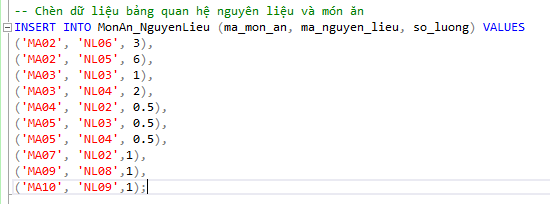 -- Chèn dữ liệu bảng quan hệ nguyên liệu và món ăn
INSERT INTO MonAn_NguyenLieu (ma_mon_an, ma_nguyen_lieu, so_luong) VALUES
('MA02', 'NL06', 3),
('MA02', 'NL05', 6),
('MA03', 'NL03', 1),
('MA03', 'NL04', 2),
('MA04', 'NL02', 0.5),
('MA05', 'NL03', 0.5),
('MA05', 'NL04', 0.5),
('MA07', 'NL02',1),
('MA09', 'NL08',1),
('MA10', 'NL09',1);